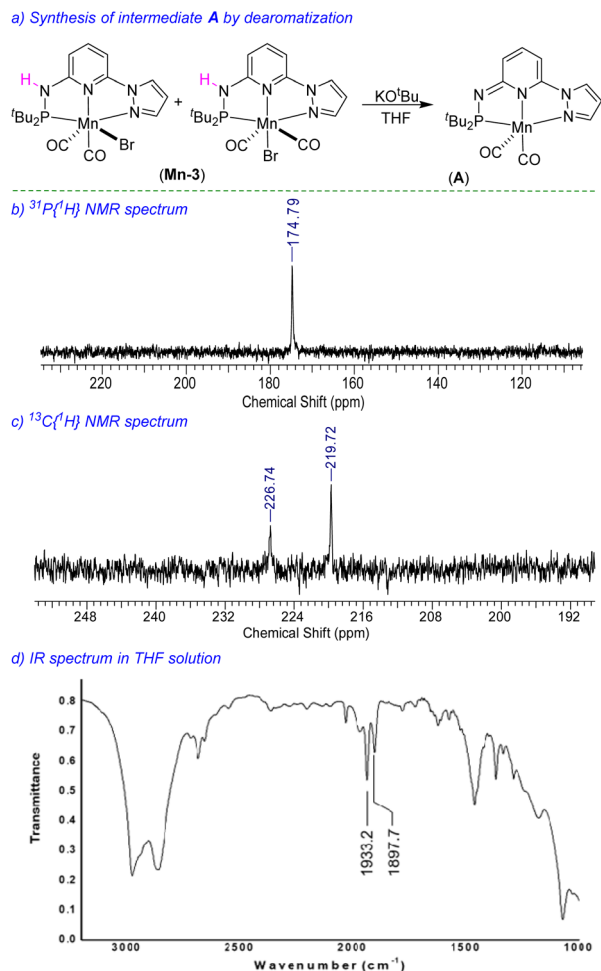 a) Synthesis of intermediate A by dearomatization
H N N N N
N N N N
H N N N N
tBu2P Mn Br
OC CO
+
tBu2P Mn
OC Br CO
KOtBu
THF
tBu2P Mn
OC CO
(Mn-3) (A)
b) 31P{1H} NMR spectrum
174.79
220 200 180 160 140 120
Chemical Shift (ppm)
c) 13C{1H} NMR spectrum
226.74
219.72
248 240 232 224 216 208 200 192
Chemical Shift (ppm)
d) IR spectrum in THF solution
0.8
0.7
0.6
0.5
0.4
0.3
0.2
0.1
0.0
Transmittance
1933.2
1897.7
3000 2500 2000 1500 1000
Wavenumber (cm-1)